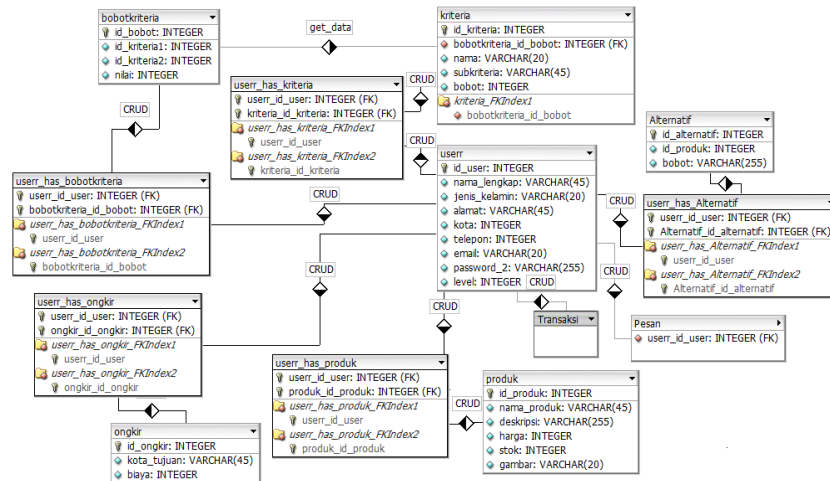 bobotkriteria
id_bobot: INTEGER
id_kriteria1: INTEGER
id_kriteria2: INTEGER
nilai: INTEGER
get_data
kriteria
id_kriteria: INTEGER
bobotkriteria_id_bobot: INTEGER (FK)
nama: VARCHAR(20)
subkriteria: VARCHAR(45)
bobot: INTEGER
kriteria_FKIndex1
bobotkriteria_id_bobot
CRUD
userr_has_kriteria
userr_id_user: INTEGER (FK)
kriteria_id_kriteria: INTEGER (FK)
userr_has_kriteria_FKIndex1
userr_id_user
userr_has_kriteria_FKIndex2
kriteria_id_kriteria
CRUD
CRUD
Alternatif
id_alternatif: INTEGER
id_produk: INTEGER
bobot: VARCHAR(255)
CRUD
userr
id_user: INTEGER
nama_lengkap: VARCHAR(45)
jenis_kelamin: VARCHAR(20)
alamat: VARCHAR(45)
kota: INTEGER
telepon: INTEGER
email: VARCHAR(20)
password_2: VARCHAR(255)
level: INTEGER
CRUD
userr_has_bobotkriteria
userr_id_user: INTEGER (FK)
bobotkriteria_id_bobot: INTEGER (FK)
userr_has_bobotkriteria_FKIndex1
userr_id_user
userr_has_bobotkriteria_FKIndex2
bobotkriteria_id_bobot
CRUD
CRUD
userr_has_Alternatif
userr_id_user: INTEGER (FK)
Alternatif_id_alternatif: INTEGER (FK)
userr_has_Alternatif_FKIndex1
userr_id_user
userr_has_Alternatif_FKIndex2
Alternatif_id_alternatif
CRUD
userr_has_ongkir
userr_id_user: INTEGER (FK)
ongkir_id_ongkir: INTEGER (FK)
userr_has_ongkir_FKIndex1
userr_id_user
userr_has_ongkir_FKIndex2
ongkir_id_ongkir
CRUD
Transaksi
Pesan
userr_id_user: INTEGER (FK)
userr_has_produk
userr_id_user: INTEGER (FK)
produk_id_produk: INTEGER (FK)
userr_has_produk_FKIndex1
userr_id_user
userr_has_produk_FKIndex2
produk_id_produk
CRUD
produk
id_produk: INTEGER
nama_produk: VARCHAR(45)
deskripsi: VARCHAR(255)
harga: INTEGER
stok: INTEGER
gambar: VARCHAR(20)
CRUD
ongkir
id_ongkir: INTEGER
kota_tujuan: VARCHAR(45)
biaya: INTEGER